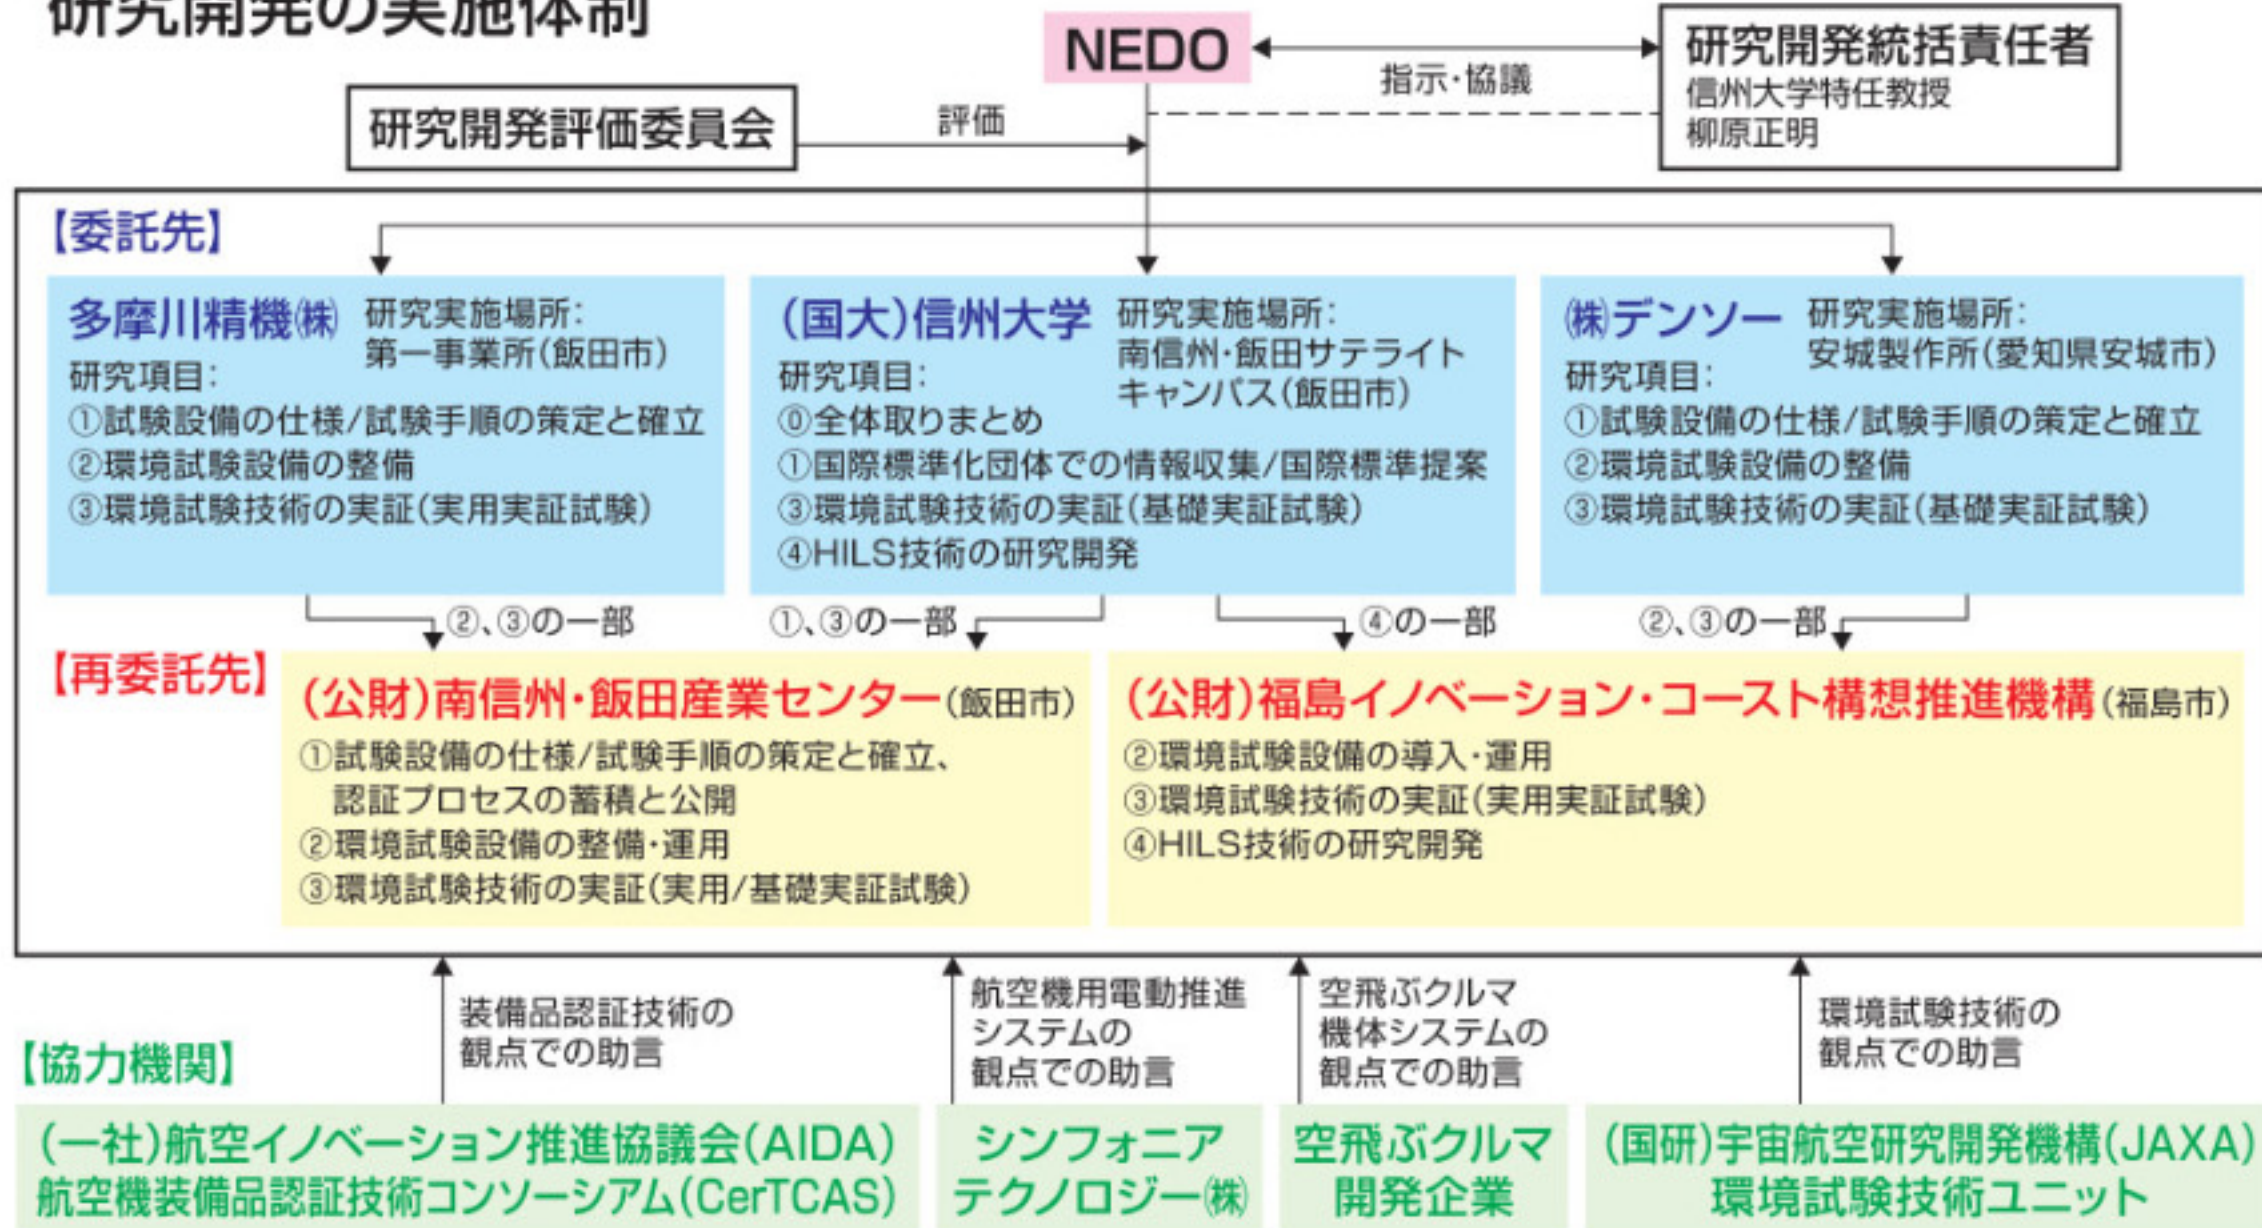 研究開発の実施体制
NEDO
指示・協議
研究開発統括責任者
信州大学特任教授
柳原正明
研究開発評価委員会
評価
【委託先】
多摩川精機㈱
研究実施場所:
第一事業所(飯田市)
研究項目:
①試験設備の仕様/試験手順の策定と確立
②環境試験設備の整備
③環境試験技術の実証(実用実証試験)
(国大)信州大学
研究実施場所:
南信州・飯田サテライト
キャンパス(飯田市)
研究項目:
⓪全体取りまとめ
①国際標準化団体での情報収集/国際標準提案
③環境試験技術の実証(基礎実証試験)
④HILS技術の研究開発
㈱デンソー
研究実施場所:
安城製作所(愛知県安城市)
研究項目:
①試験設備の仕様/試験手順の策定と確立
②環境試験設備の整備
③環境試験技術の実証(基礎実証試験)
②、③の一部
①、③の一部
④の一部
②、③の一部
【再委託先】
(公財)南信州・飯田産業センター(飯田市)
①試験設備の仕様/試験手順の策定と確立、
認証プロセスの蓄積と公開
②環境試験設備の整備・運用
③環境試験技術の実証(実用/基礎実証試験)
(公財)福島イノベーション・コースト構想推進機構(福島市)
②環境試験設備の導入・運用
③環境試験技術の実証(実用実証試験)
④HILS技術の研究開発
装備品認証技術の
観点での助言
航空機用電動推進
システムの
観点での助言
空飛ぶクルマ
機体システムの
観点での助言
環境試験技術の
観点での助言
【協力機関】
(一社)航空イノベーション推進協議会(AIDA)
航空機装備品認証技術コンソーシアム(CerTCAS)
シンフォニア
テクノロジー㈱
空飛ぶクルマ
開発企業
(国研)宇宙航空研究開発機構(JAXA)
環境試験技術ユニット